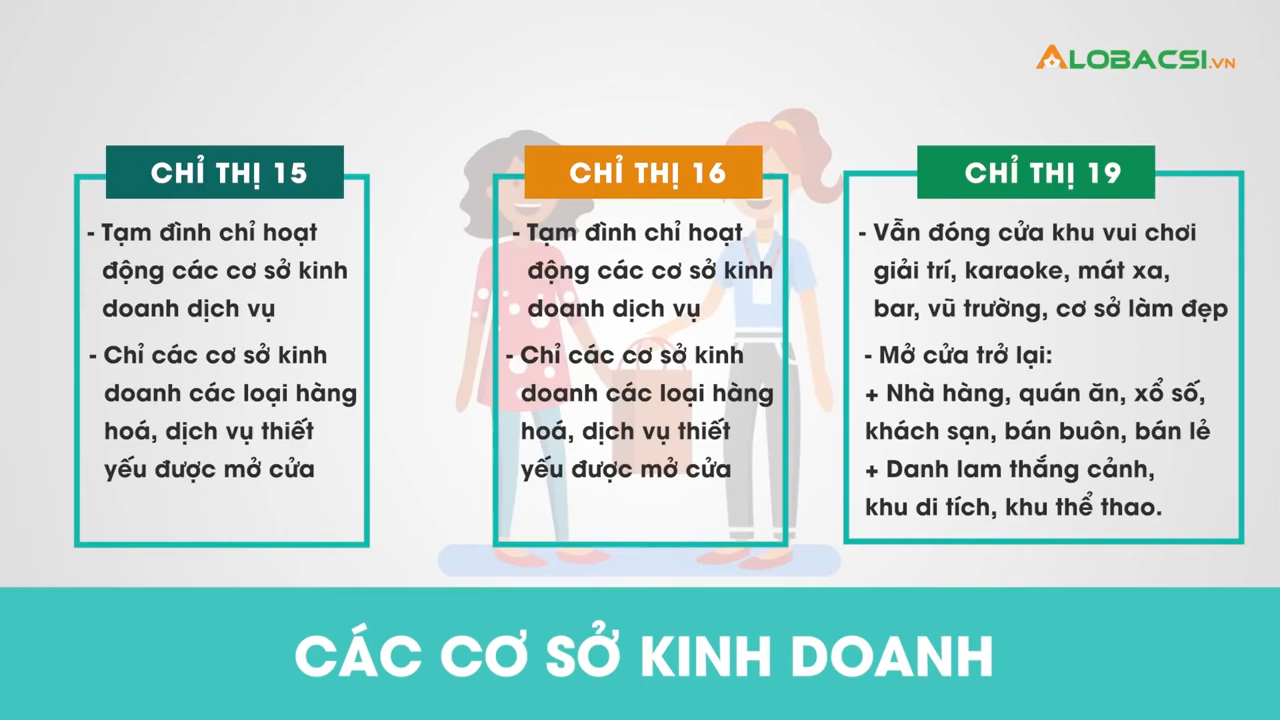 ALOBACSI.VN
CHỈ THỊ 15
- Tạm đình chỉ hoạt
động các cơ sở kinh
doanh dịch vụ
- Chỉ các cơ sở kinh
doanh các loại hàng
hoá, dịch vụ thiết
yếu được mở cửa
CHỈ THỊ 16
- Tạm đình chỉ hoạt
động các cơ sở kinh
doanh dịch vụ
- Chỉ các cơ sở kinh
doanh các loại hàng
hoá, dịch vụ thiết
yếu được mở cửa
CHỈ THỊ 19
- Vẫn đóng cửa khu vui chơi
giải trí, karaoke, mát xa,
bar, vũ trường, cơ sở làm đẹp
- Mở cửa trở lại:
+ Nhà hàng, quán ăn, xổ số,
khách sạn, bán buôn, bán lẻ
+ Danh lam thắng cảnh,
khu di tích, khu thể thao.
CÁC CƠ SỞ KINH DOANH